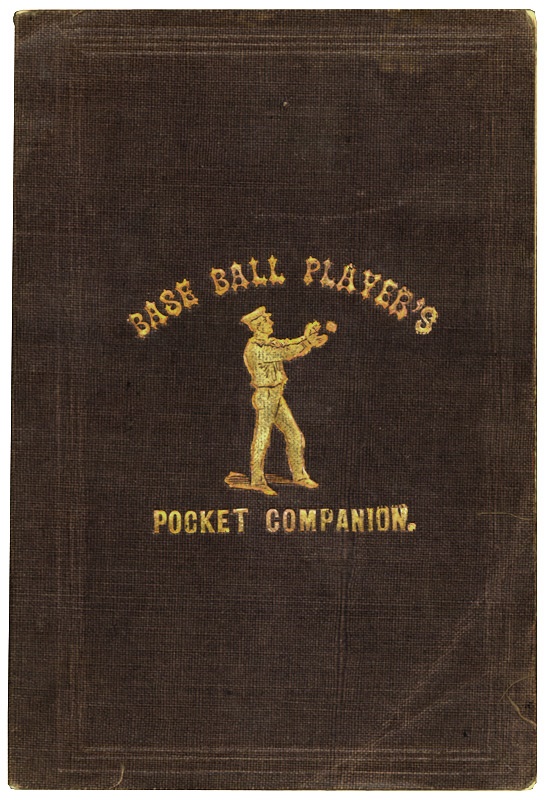 BASE BALL PLAYER'S
POCKET COMPANION.